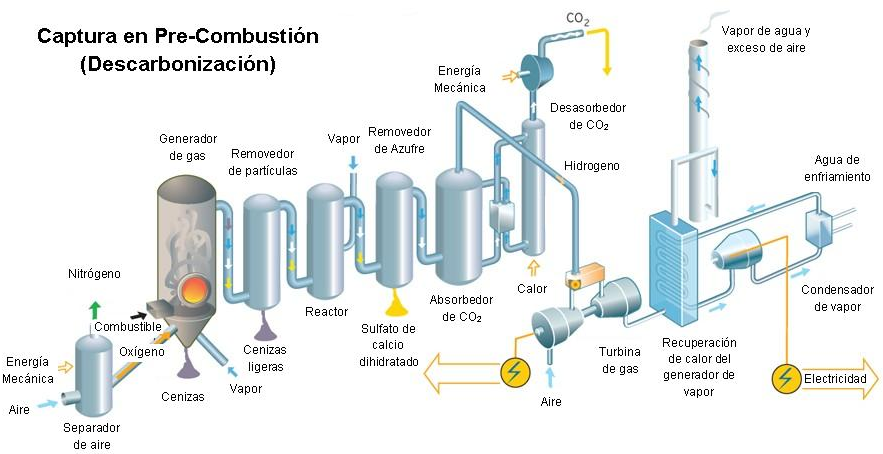 Captura en Pre-Combustión
(Descarbonización)
CO2
Vapor de agua y
exceso de aire
Energía
Mecánica
Desasorbedor
de CO2
Generador
de gas
Removedor
de partículas
Vapor
Removedor
de Azufre
Hidrogeno
Agua de
enfriamiento
Nitrógeno
Combustible
Oxígeno
Reactor
Absorbedor
de CO2
Calor
Condensador
de vapor
Energía
Mecánica
Aire
Separador
de aire
Cenizas
Vapor
Cenizas
ligeras
Sulfato de
calcio
dihidratado
Aire
Turbina
de gas
Recuperación
de calor del
generador de
vapor
Electricidad